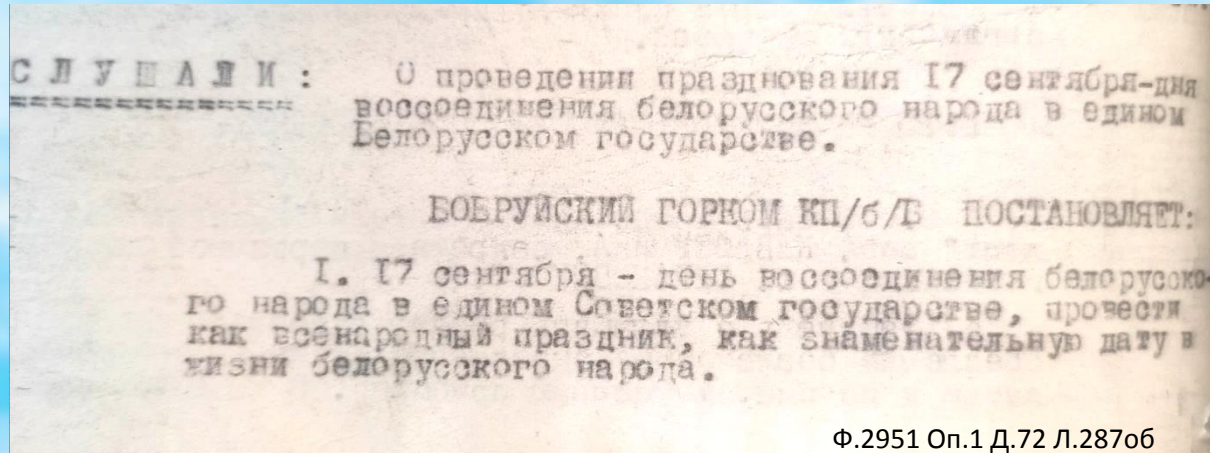 СЛУШАЛИ: О проведении празднования I7 сентября-дня
воссоединения белорусского народа в едином
Белорусском государстве.
БОБРУЙСКИЙ ГОРКОМ КП/б/Б ПОСТАНОВЛЯЕТ:
I. I7 сентября - день воссоединения белорусско-
го народа в едином Советском государстве, провести
как всенародный праздник, как знаменательную дату в
жизни белорусского народа.
Ф.2951 Оп.1 Д.72 Л.287об